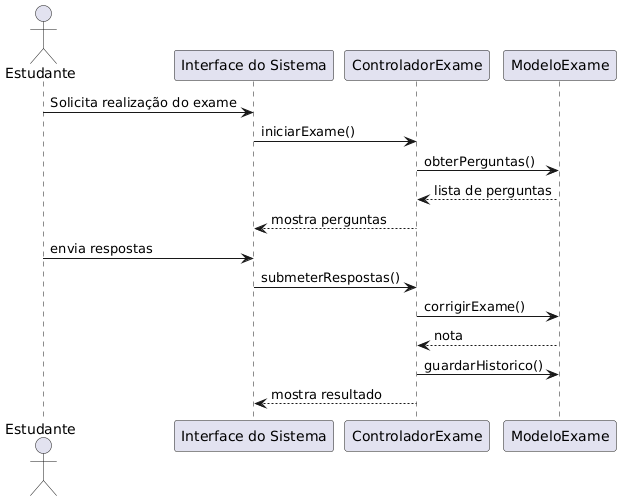 Estudante
Interface do Sistema
ControladorExame
ModeloExame
Solicita realização do exame
iniciarExame()
obterPerguntas()
lista de perguntas
mostra perguntas
envia respostas
submeterRespostas()
corrigirExame()
nota
guardarHistorico()
mostra resultado
Estudante
Interface do Sistema
ControladorExame
ModeloExame